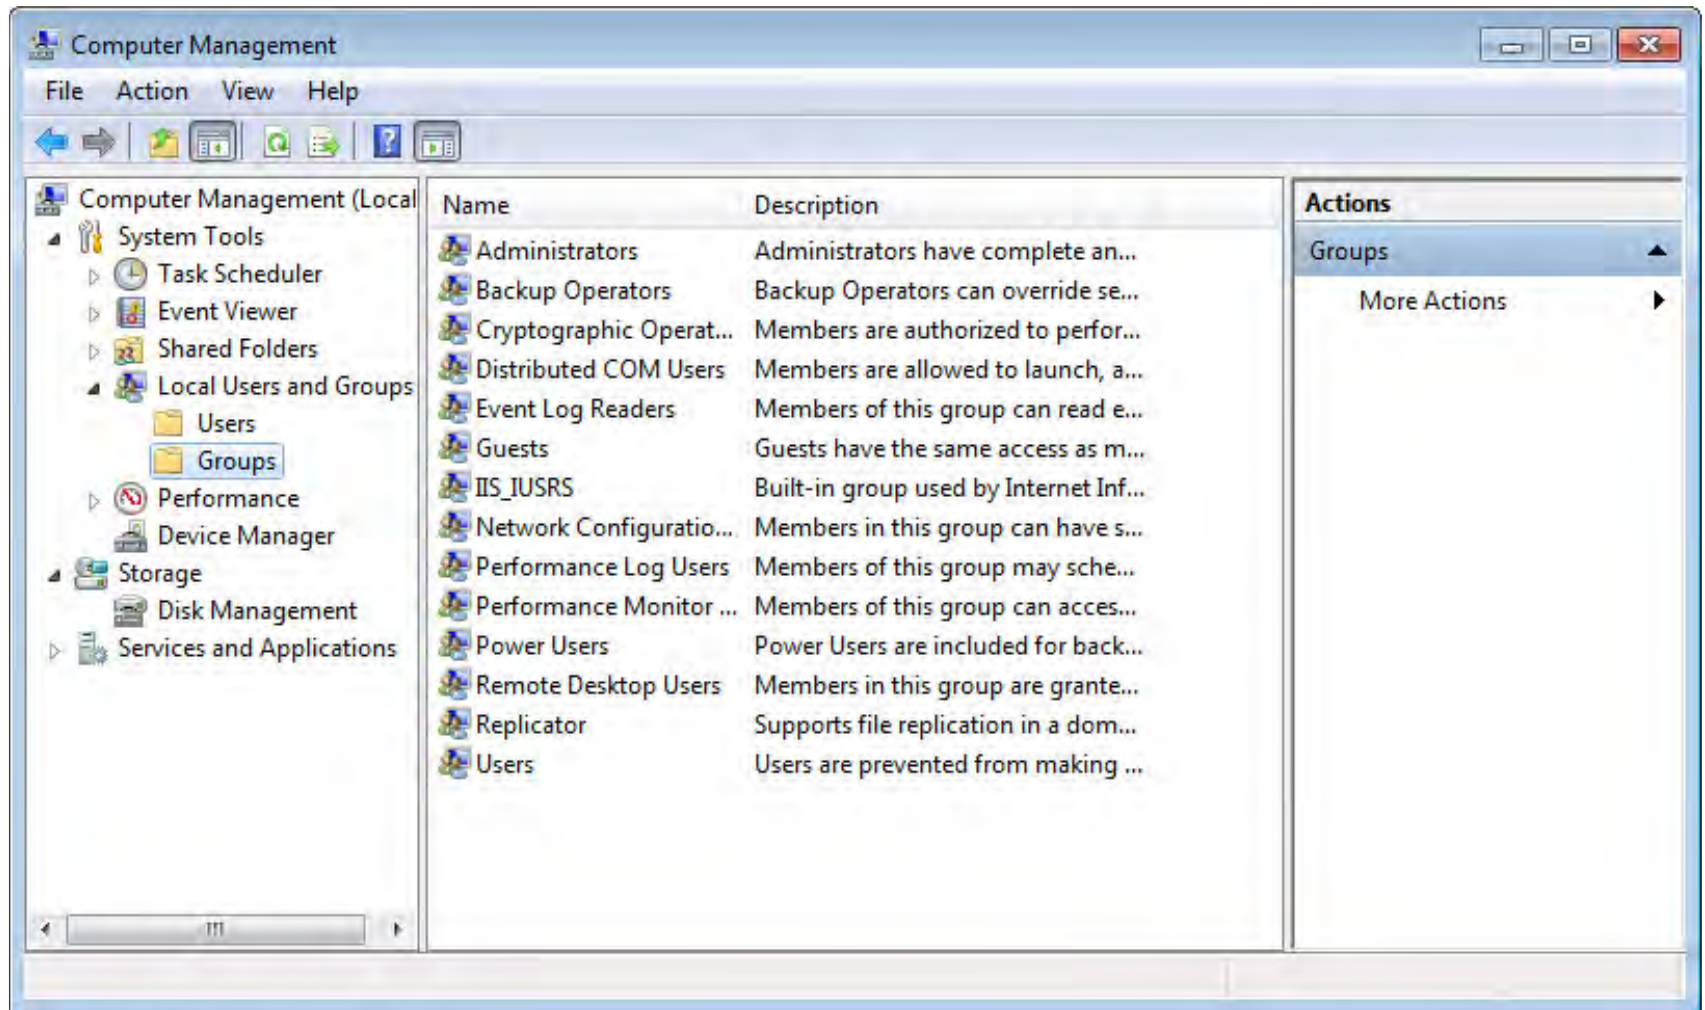 Computer Management
File Action View Help
Computer Management (Local
System Tools
Task Scheduler
Event Viewer
Shared Folders
Local Users and Groups
Users
Groups
Performance
Device Manager
Storage
Disk Management
Services and Applications
Name Description
Administrators Administrators have complete an...
Backup Operators Backup Operators can override se...
Cryptographic Operat... Members are authorized to perfor...
Distributed COM Users Members are allowed to launch, a...
Event Log Readers Members of this group can read e...
Guests Guests have the same access as m...
IIS_IUSRS Built-in group used by Internet Inf...
Network Configuratio... Members in this group can have s...
Performance Log Users Members of this group may sche...
Performance Monitor ... Members of this group can acces...
Power Users Power Users are included for back...
Remote Desktop Users Members in this group are grante...
Replicator Supports file replication in a dom...
Users Users are prevented from making ...
Actions
Groups
More Actions